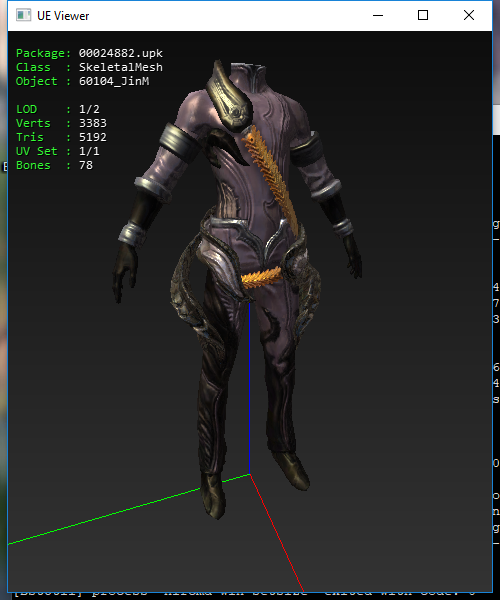 UE Viewer
Package: 00024882.upk
Class : SkeletalMesh
Object : 60104_JinM
LOD : 1/2
Verts : 3383
Tris : 5192
UV Set : 1/1
Bones : 78